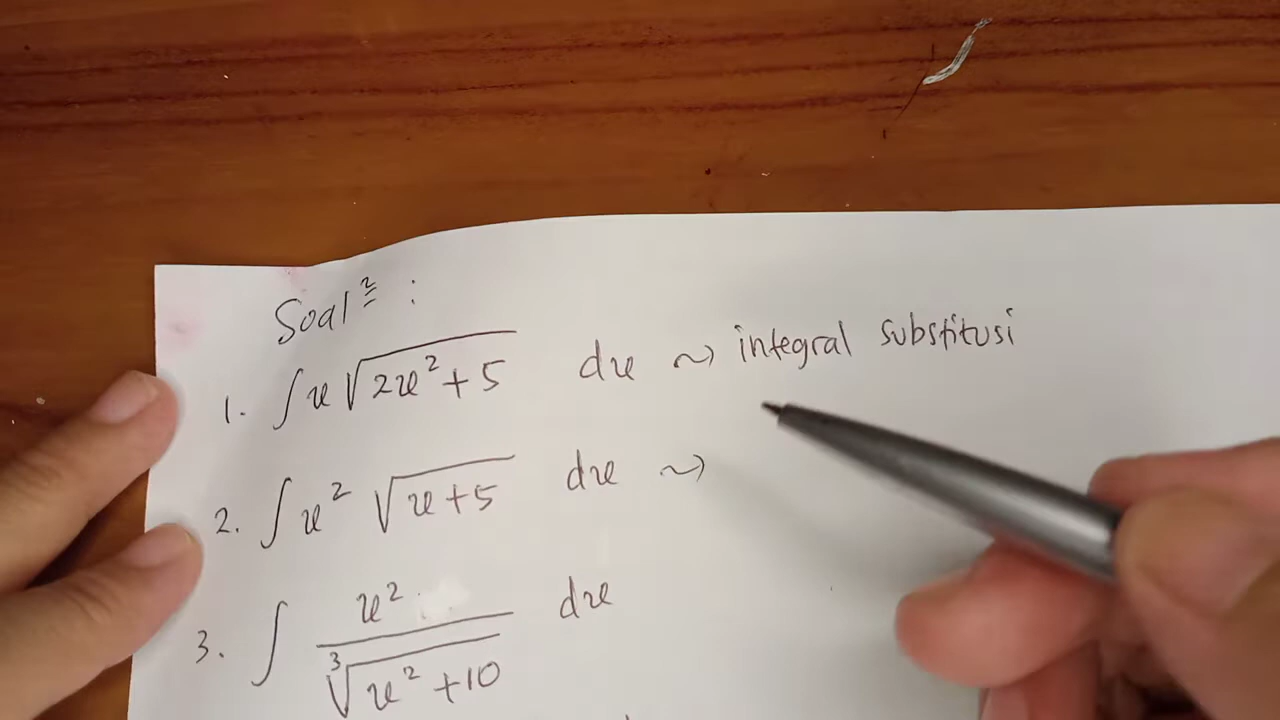 Soal² :
1. ∫ x √(2x² + 5) dx ~> integral substitusi
2. ∫ x² √(x + 5) dx ~>
3. ∫ x² / ∛(x² + 10) dx